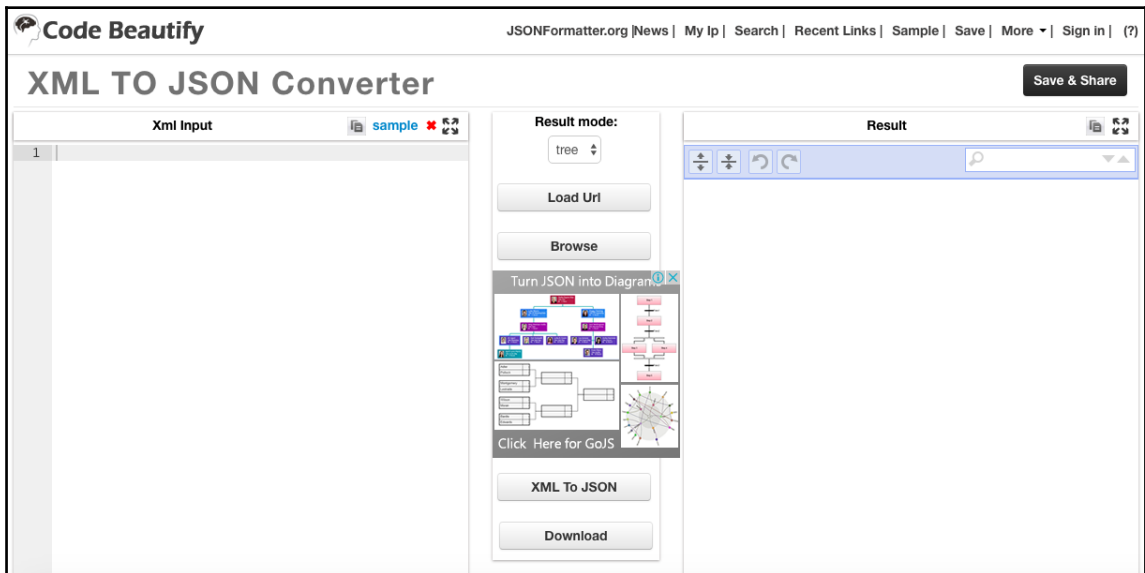 Code Beautify
JSONFormatter.org |News | My Ip | Search | Recent Links | Sample | Save | More | Sign in | (?)
XML TO JSON Converter
Save & Share
Xml Input
sample
1
Result mode:
tree
Load Url
Browse
Turn JSON into Diagrams
Click Here for GoJS
XML To JSON
Download
Result